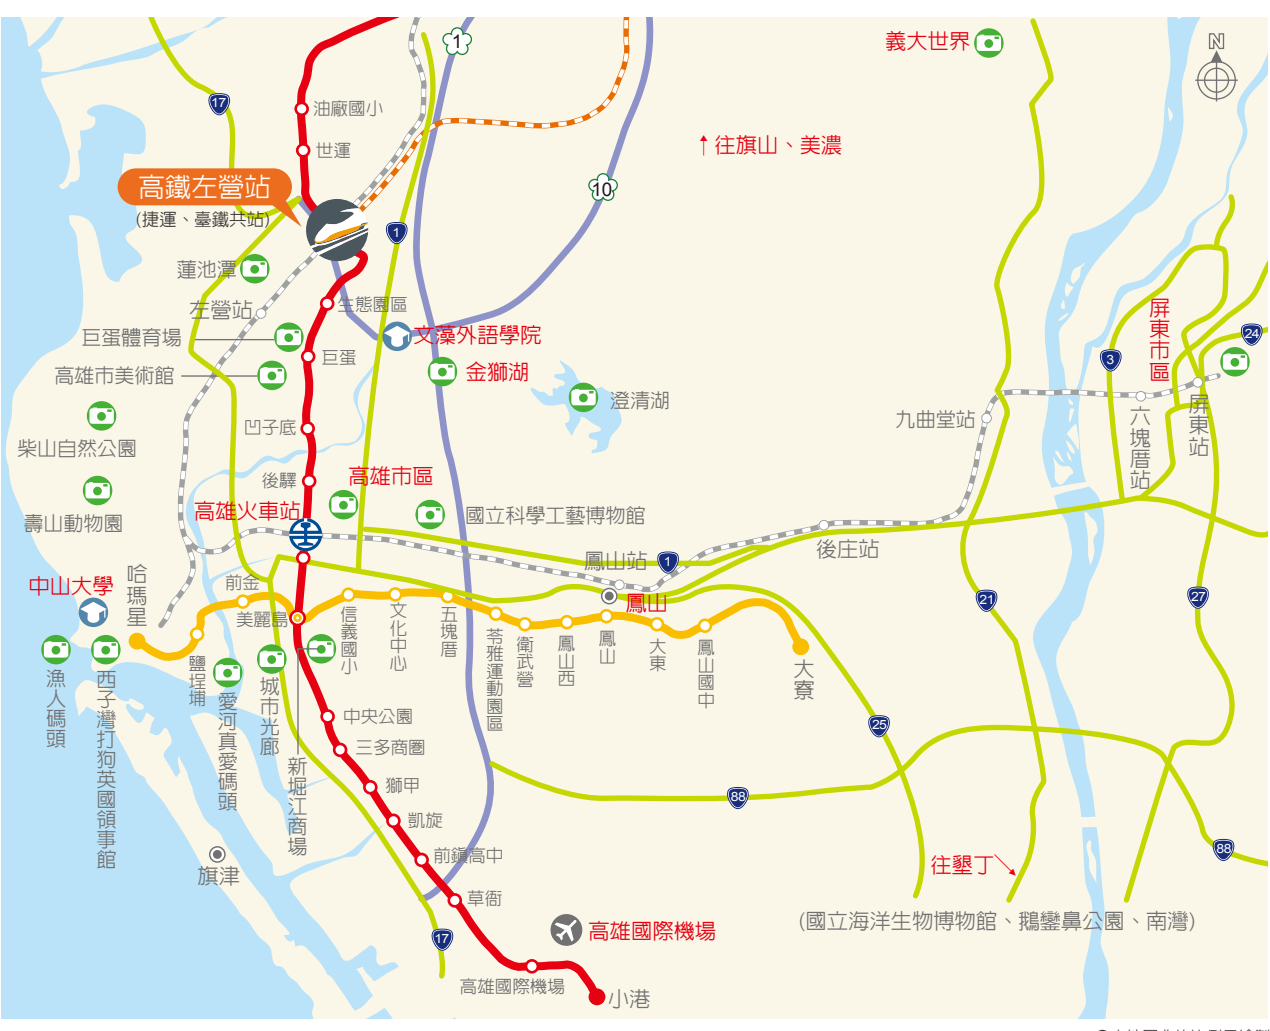 義大世界
N
1
17
油廠國小
世運
往旗山、美濃
高鐵左營站
(捷運、臺鐵共站)
10
1
蓮池潭
左營站
生態園區
巨蛋體育場
文藻外語學院
屏東市區
24
巨蛋
3
高雄市美術館
金獅湖
澄清湖
柴山自然公園
凹子底
九曲堂站
六塊厝站
屏東站
後驛
高雄市區
壽山動物園
高雄火車站
國立科學工藝博物館
後庄站
鳳山站
1
中山大學
哈瑪星
前金
美麗島
信義國小
文化中心
五塊厝
苓雅運動園區
衛武營
鳳山西
鳳山
鳳山
大東
鳳山國中
大寮
21
27
漁人碼頭
西子灣打狗英國領事館
鹽埕埔
愛河真愛碼頭
城市光廊
新堀江商場
中央公園
25
三多商圈
獅甲
88
凱旋
前鎮高中
88
旗津
往墾丁
草衙
(國立海洋生物博物館、鵝鑾鼻公園、南灣)
高雄國際機場
17
高雄國際機場
小港